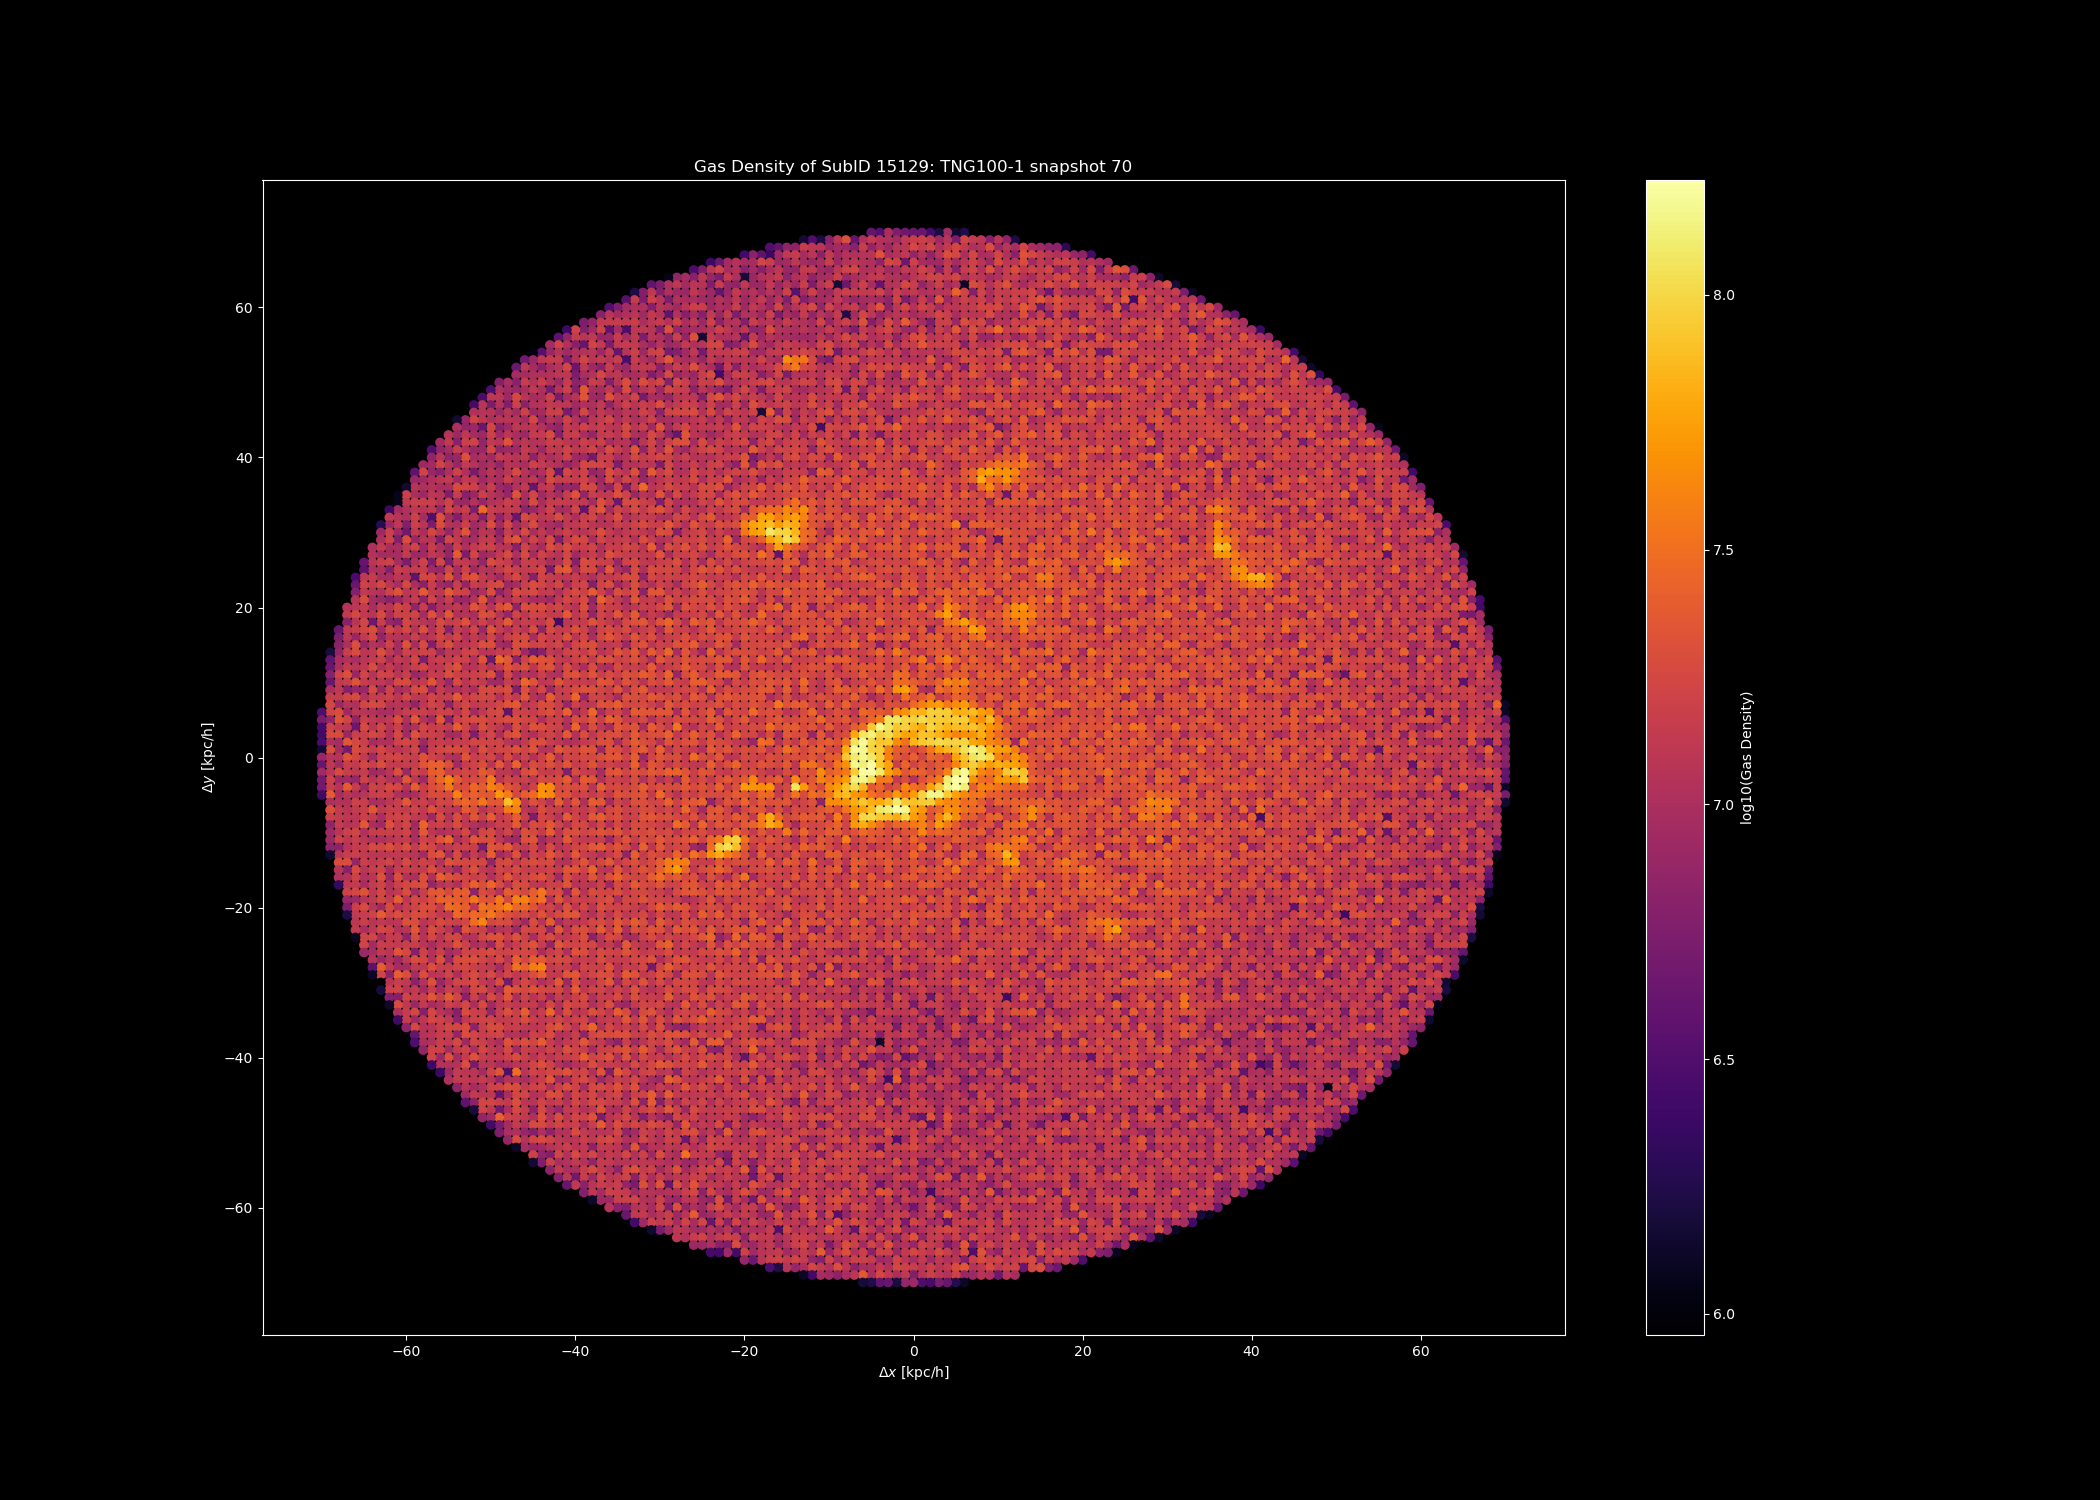 Gas Density of SubID 15129: TNG100-1 snapshot 70
60
40
20
0
−20
−40
−60
Δy [kpc/h]
−60 −40 −20 0 20 40 60
Δx [kpc/h]
8.0
7.5
7.0
6.5
6.0
log10(Gas Density)